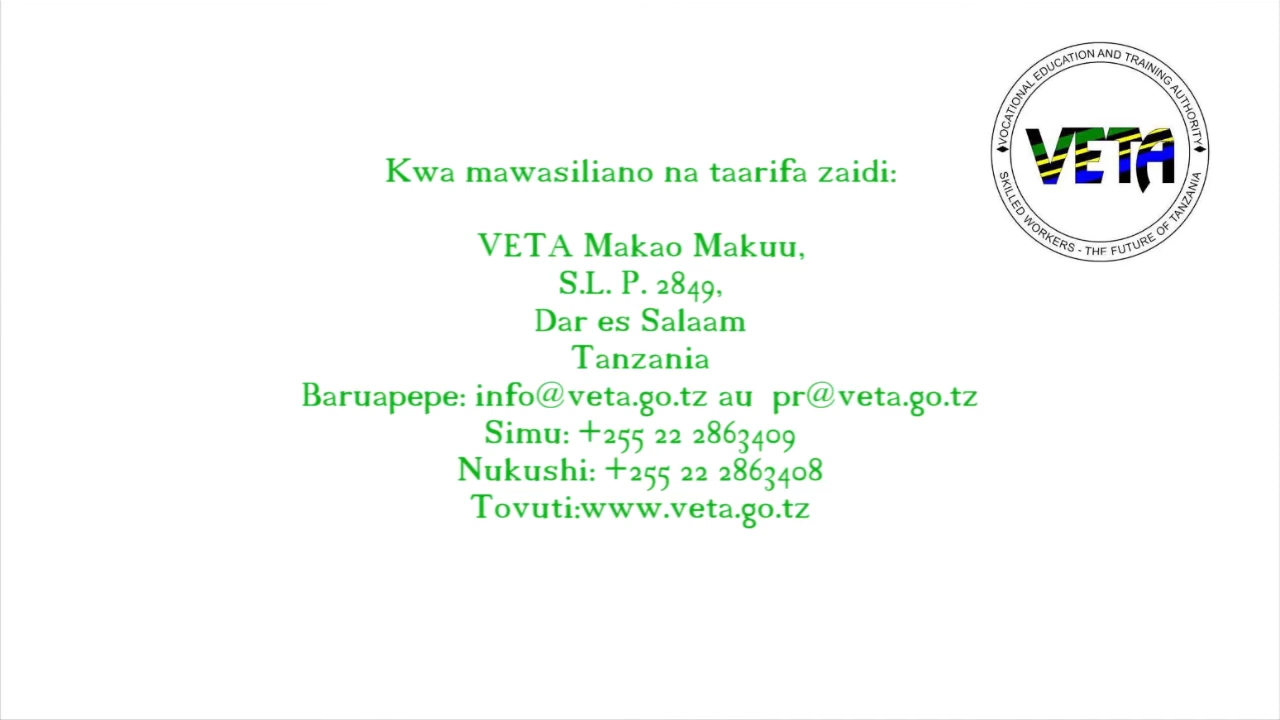 VOCATIONAL EDUCATION AND TRAINING AUTHORITY
VETA
SKILLED WORKERS - THE FUTURE OF TANZANIA
Kwa mawasiliano na taarifa zaidi:
VETA Makao Makuu,
S.L. P. 2849,
Dar es Salaam
Tanzania
Baruapepe: info@veta.go.tz au pr@veta.go.tz
Simu: +255 22 2863409
Nukushi: +255 22 2863408
Tovuti:www.veta.go.tz